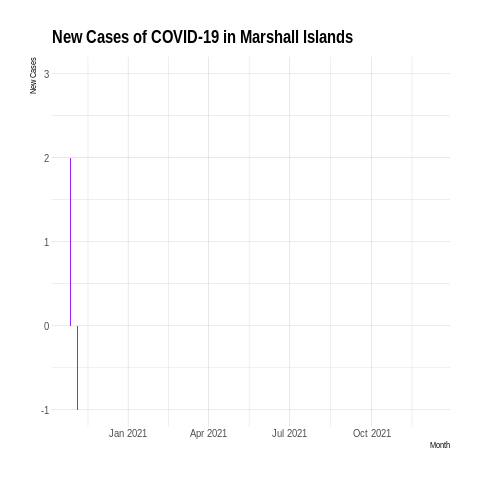 New Cases of COVID-19 in Marshall Islands
New Cases
3
2
1
0
-1
Jan 2021 Apr 2021 Jul 2021 Oct 2021
Month